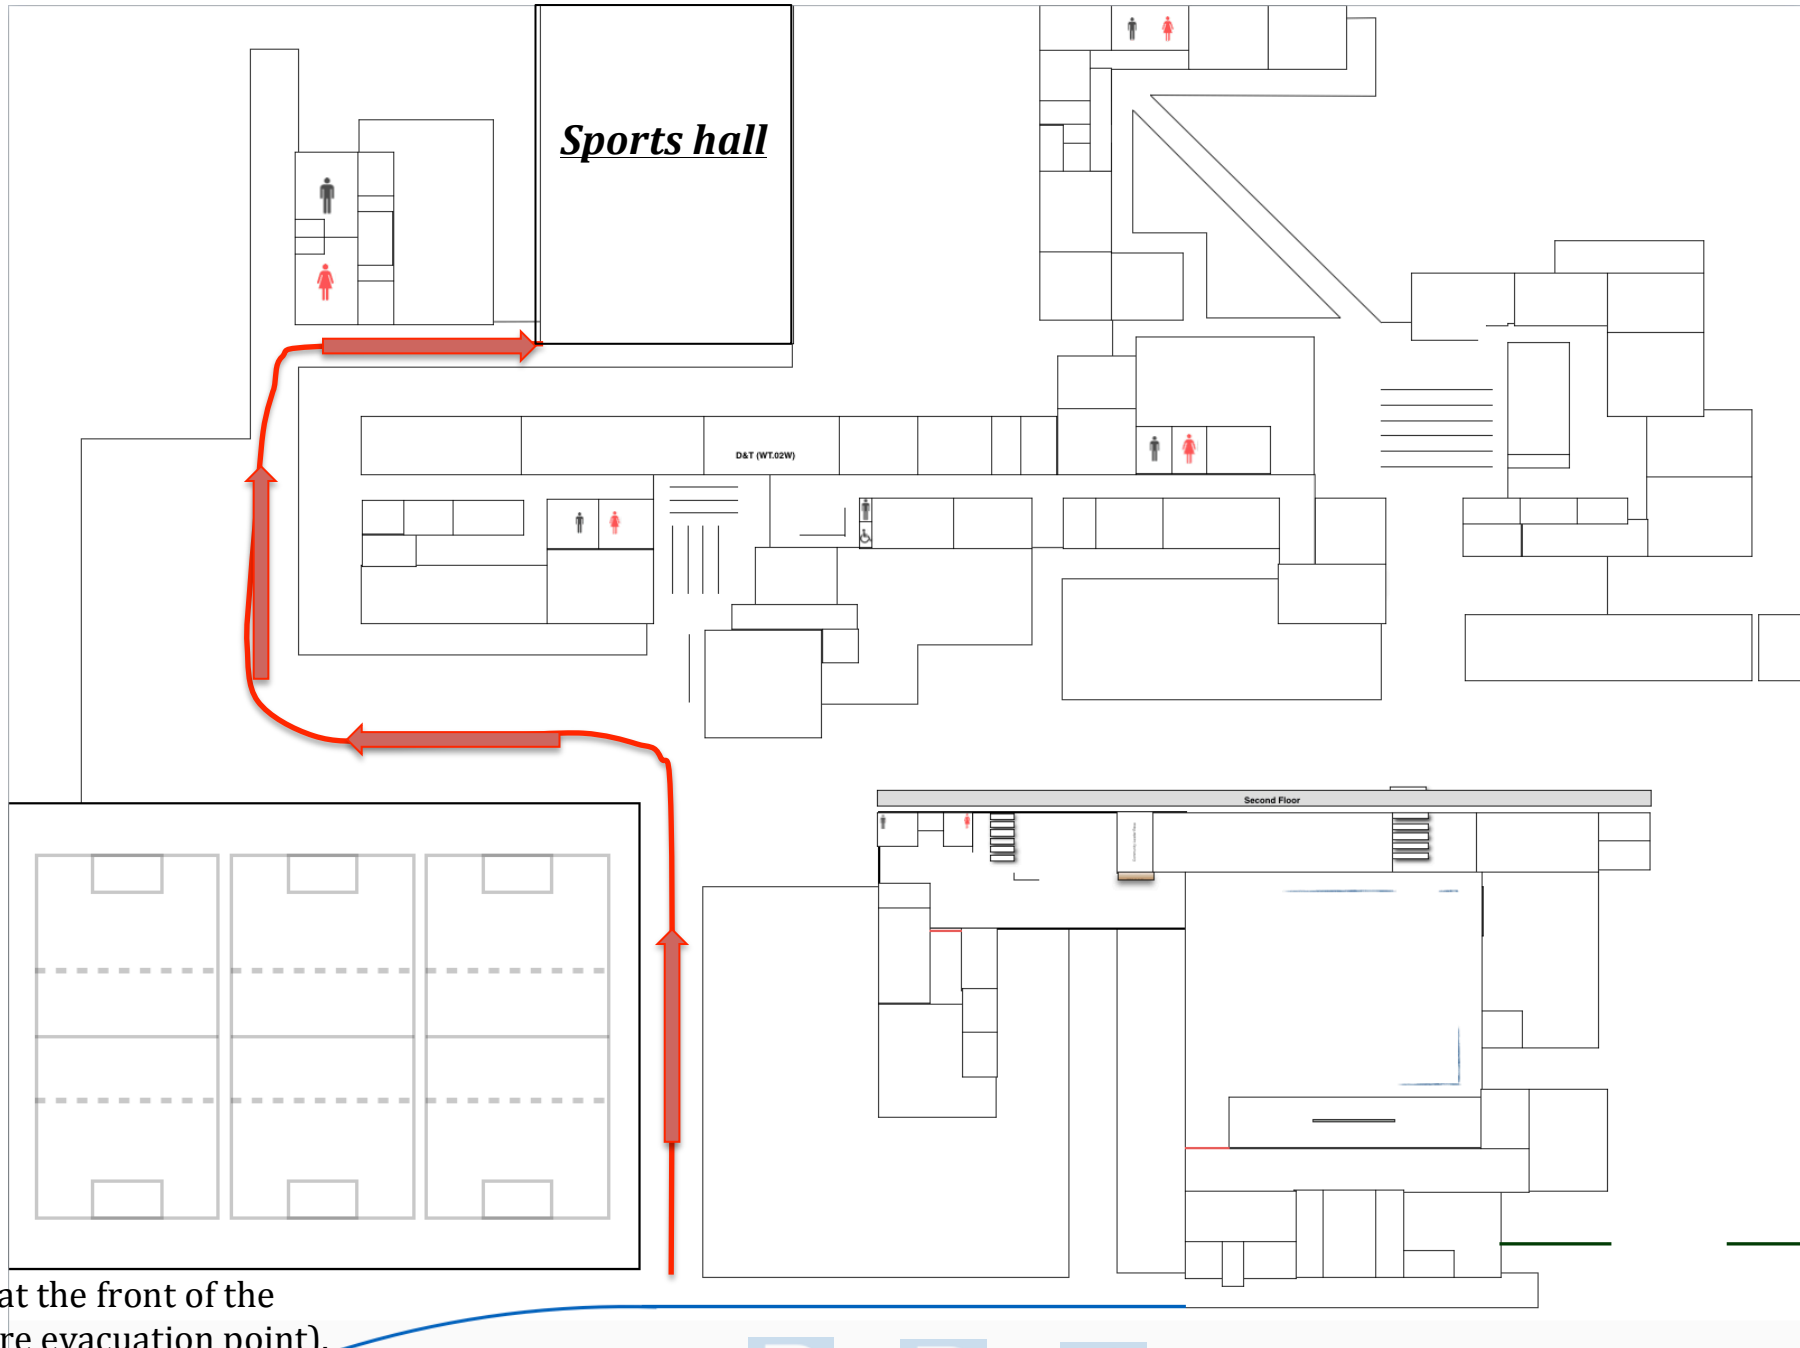 Sports hall
D&T (WT.02W)
Second Floor
at the front of the
re evacuation point).